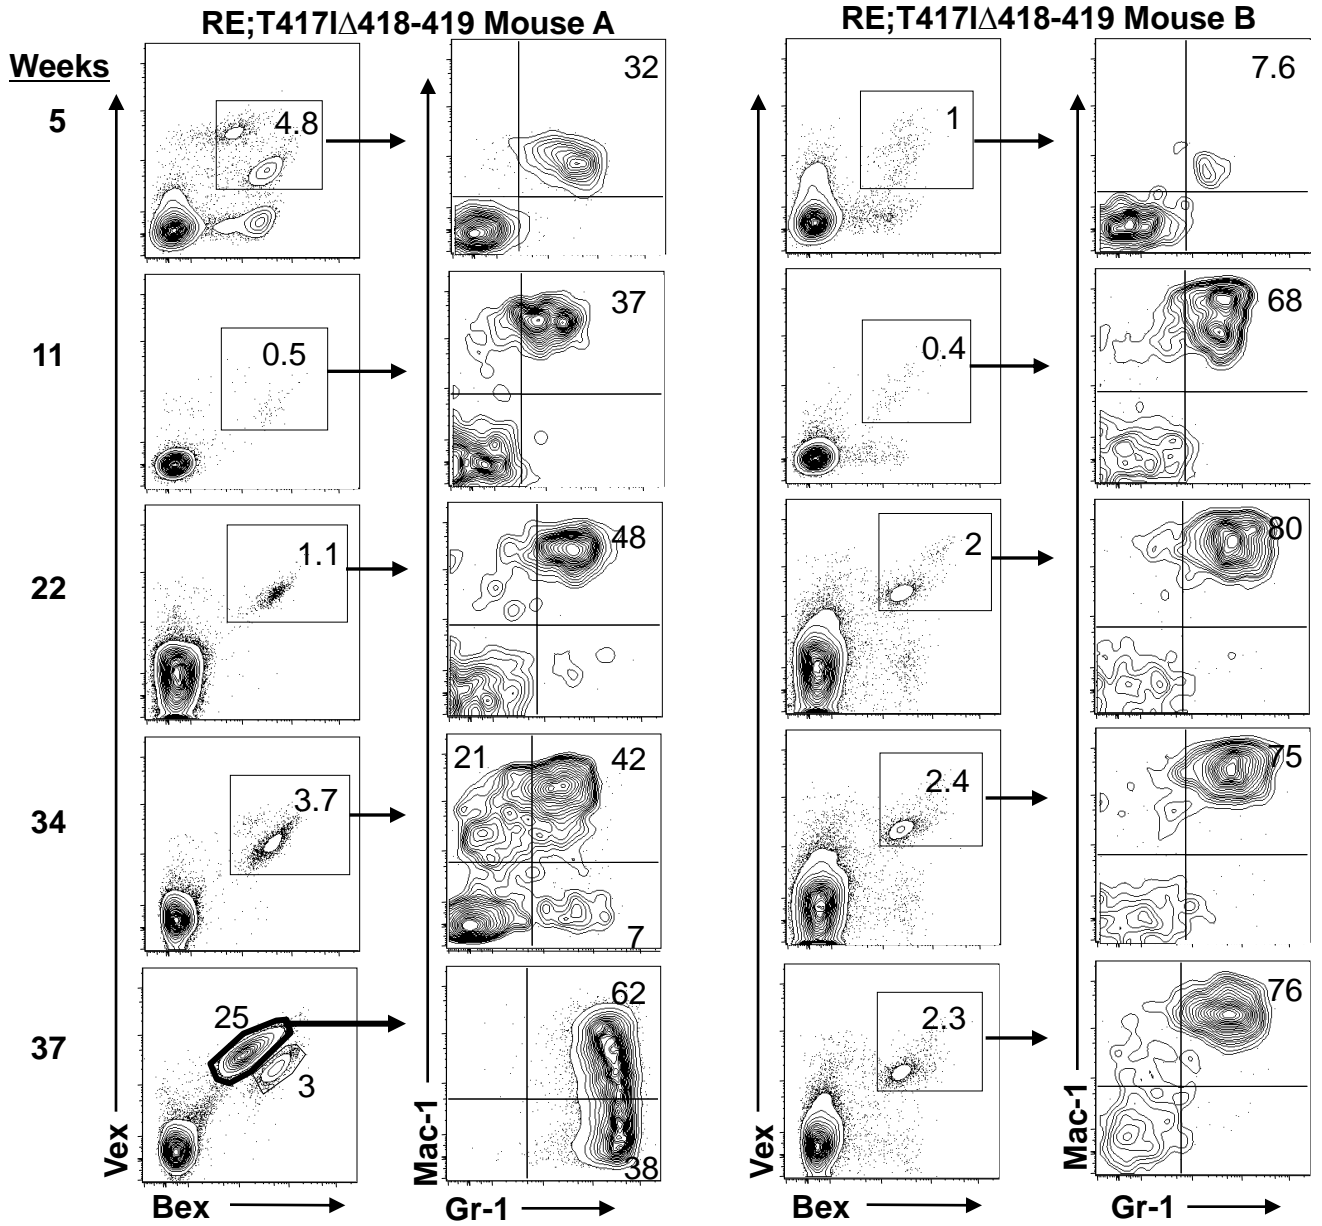 RE;T417IΔ418-419 Mouse A
RE;T417IΔ418-419 Mouse B
Weeks
5
4.8
32
1
7.6
11
0.5
37
0.4
68
22
1.1
48
2
80
34
3.7
21
42
7
2.4
75
37
25
3
62
38
2.3
76
Vex
Mac-1
Vex
Mac-1
Bex
Gr-1
Bex
Gr-1